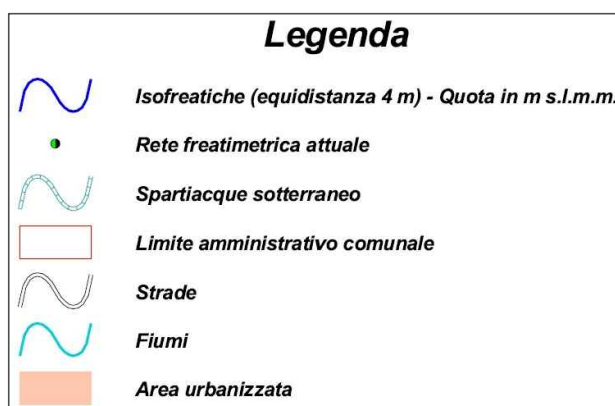 Legenda
Isofreatiche (equidistanza 4 m) - Quota in m s.l.m.m.
Rete freatimetrica attuale
Spartiacque sotterraneo
Limite amministrativo comunale
Strade
Fiumi
Area urbanizzata